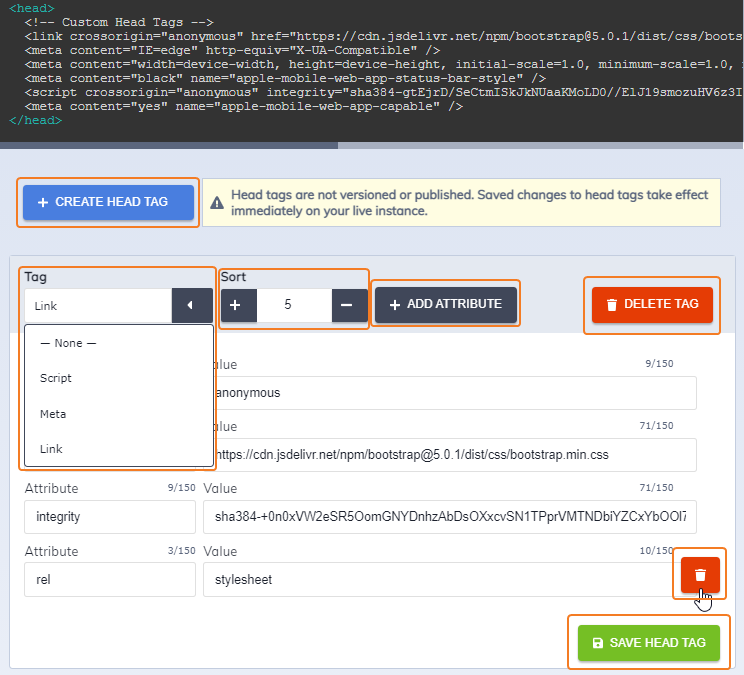 <head>
<!-- Custom Head Tags -->
<link crossorigin="anonymous" href="https://cdn.jsdelivr.net/npm/bootstrap@5.0.1/dist/css/boots
<meta content="IE=edge" http-equiv="X-UA-Compatible" />
<meta content="width=device-width, height=device-height, initial-scale=1.0, minimum-scale=1.0,
<meta content="black" name="apple-mobile-web-app-status-bar-style" />
<script crossorigin="anonymous" integrity="sha384-gtEjrD/SeCtmISkJkNUaaKMoLD0//ElJ19smozuHV6z3I
<meta content="yes" name="apple-mobile-web-app-capable" />
</head>
+ CREATE HEAD TAG
Head tags are not versioned or published. Saved changes to head tags take effect
immediately on your live instance.
Tag Sort
Link + 5 − + ADD ATTRIBUTE DELETE TAG
— None —
Script
Meta
Link
alue 9/150
anonymous
alue 71/150
https://cdn.jsdelivr.net/npm/bootstrap@5.0.1/dist/css/bootstrap.min.css
Attribute 9/150 Value 71/150
integrity sha384-+0n0xVW2eSR5OomGNYDnhzAbDsOXxcvSN1TPprVMTNDbiYZCxYbOOl7
Attribute 3/150 Value 10/150
rel stylesheet
SAVE HEAD TAG